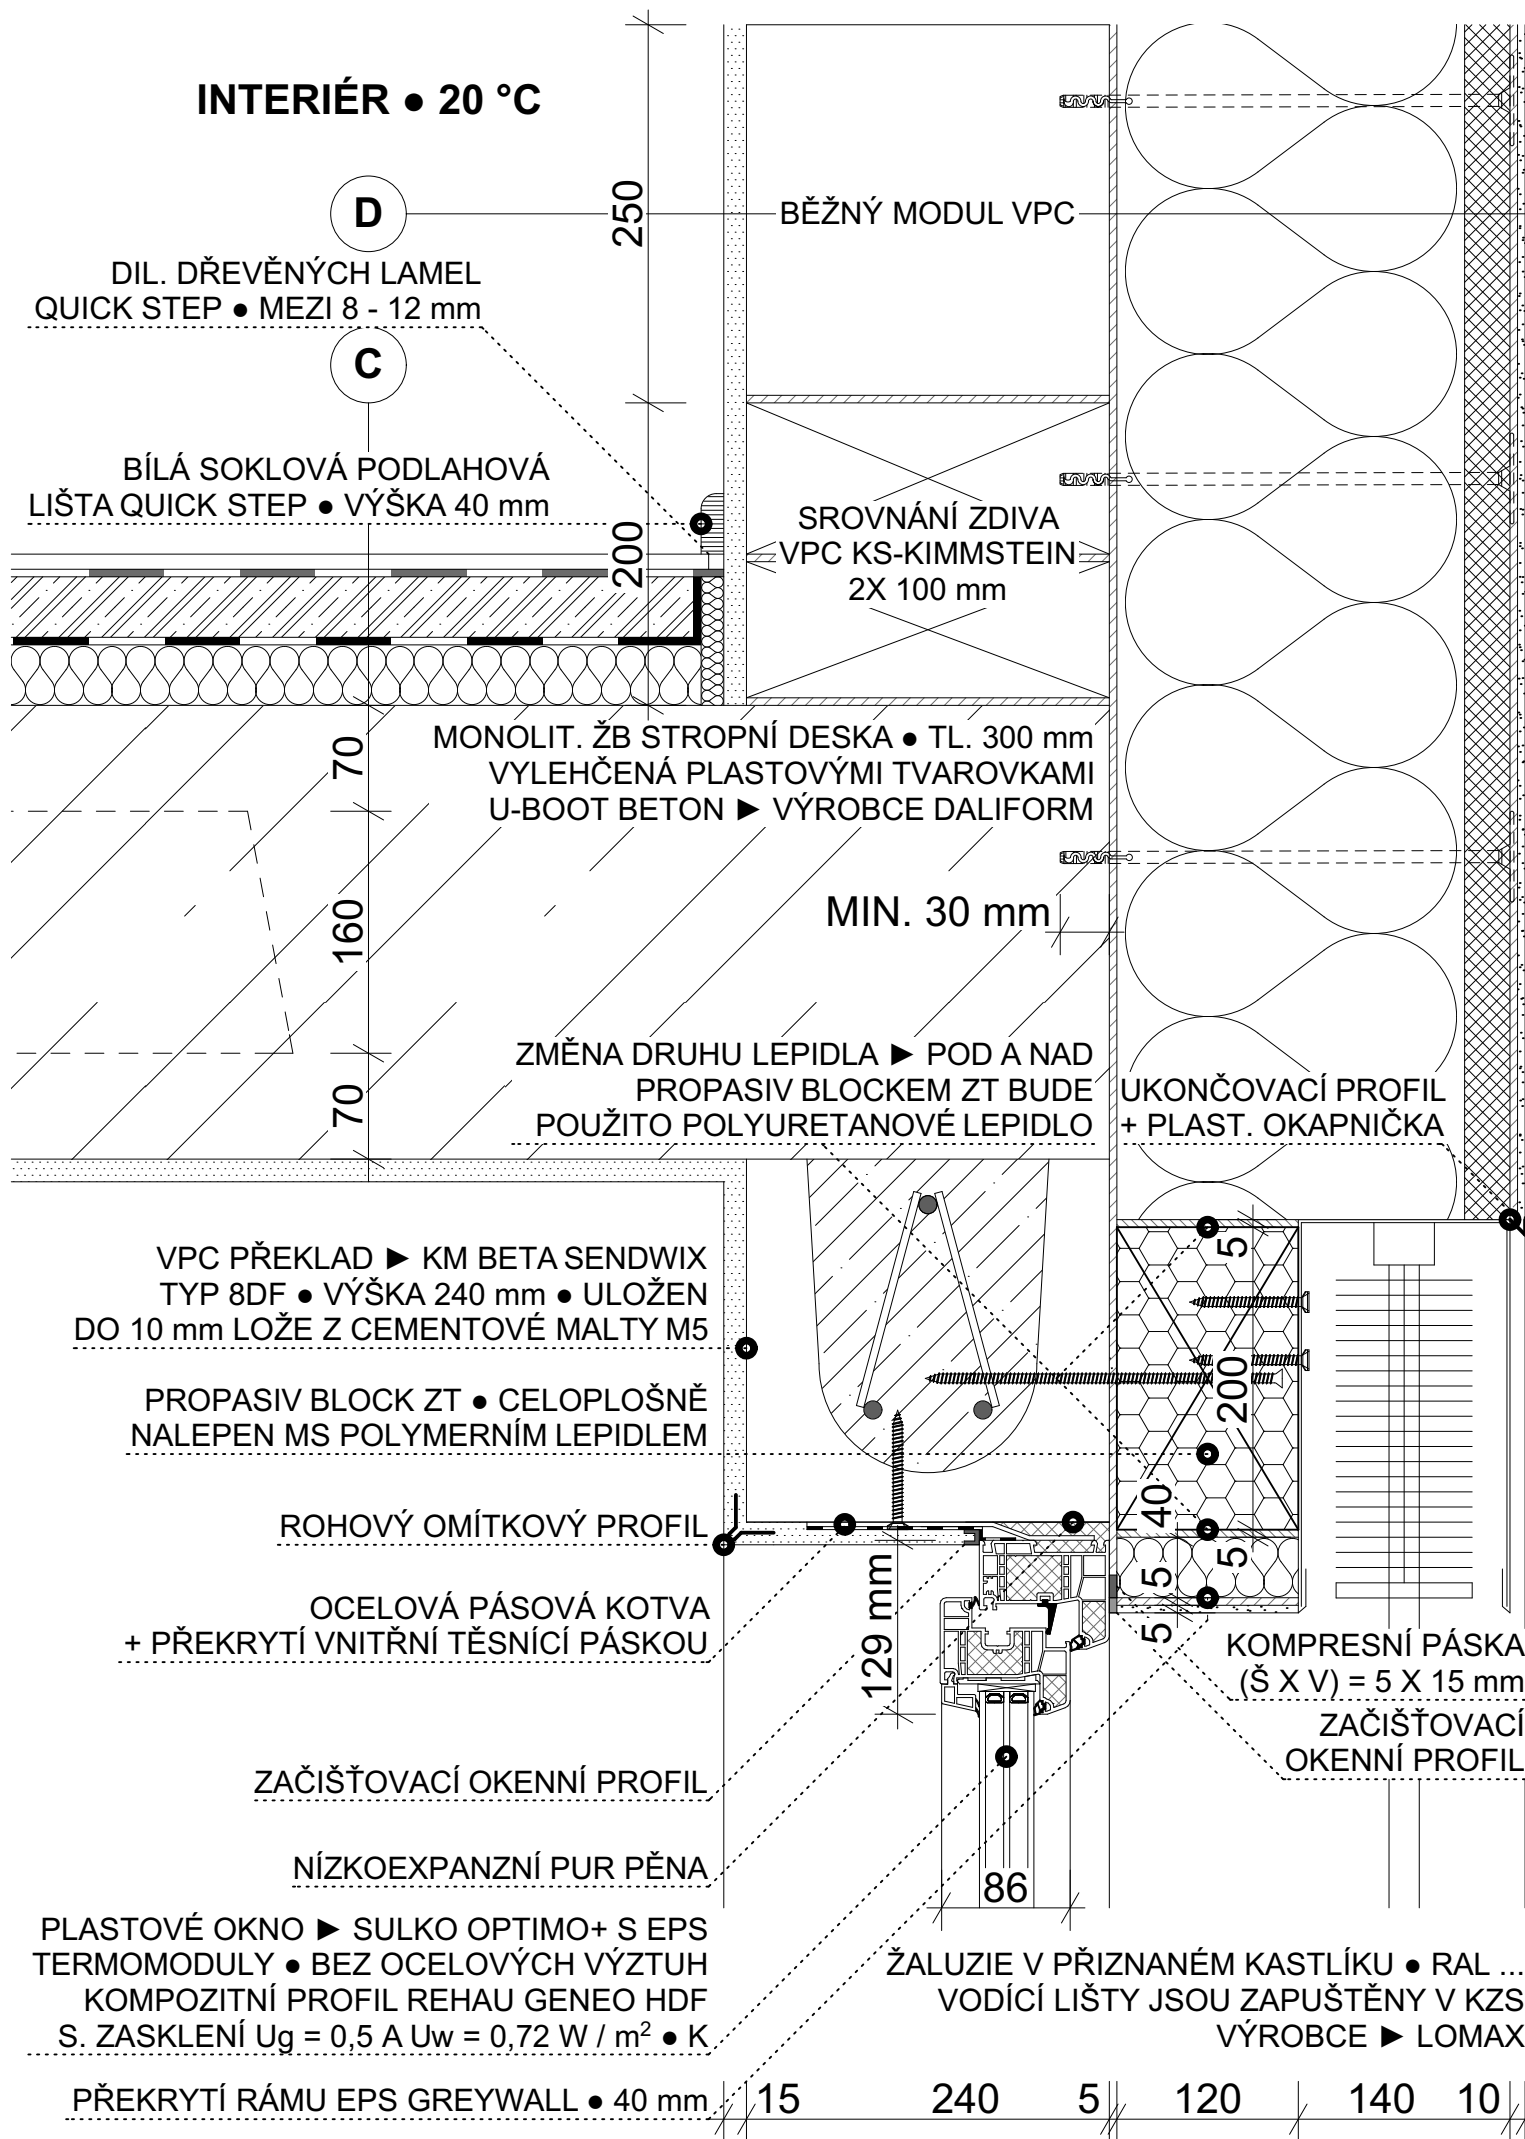 INTERIÉR ● 20 °C
D
250
BĚŽNÝ MODUL VPC
DIL. DŘEVĚNÝCH LAMEL
QUICK STEP ● MEZI 8 - 12 mm
C
BÍLÁ SOKLOVÁ PODLAHOVÁ
LIŠTA QUICK STEP ● VÝŠKA 40 mm
200
SROVNÁNÍ ZDIVA
VPC KS-KIMMSTEIN
2X 100 mm
70
MONOLIT. ŽB STROPNÍ DESKA ● TL. 300 mm
VYLEHČENÁ PLASTOVÝMI TVAROVKAMI
U-BOOT BETON ► VÝROBCE DALIFORM
160
MIN. 30 mm
70
ZMĚNA DRUHU LEPIDLA ► POD A NAD
PROPASIV BLOCKEM ZT BUDE
POUŽITO POLYURETANOVÉ LEPIDLO
UKONČOVACÍ PROFIL
+ PLAST. OKAPNIČKA
VPC PŘEKLAD ► KM BETA SENDWIX
TYP 8DF ● VÝŠKA 240 mm ● ULOŽEN
DO 10 mm LOŽE Z CEMENTOVÉ MALTY M5
5
200
PROPASIV BLOCK ZT ● CELOPLOŠNĚ
NALEPEN MS POLYMERNÍM LEPIDLEM
40
5
5
5
ROHOVÝ OMÍTKOVÝ PROFIL
129 mm
OCELOVÁ PÁSOVÁ KOTVA
+ PŘEKRYTÍ VNITŘNÍ TĚSNÍCÍ PÁSKOU
KOMPRESNÍ PÁSKA
(Š X V) = 5 X 15 mm
ZAČIŠŤOVACÍ
OKENNÍ PROFIL
ZAČIŠŤOVACÍ OKENNÍ PROFIL
NÍZKOEXPANZNÍ PUR PĚNA
86
PLASTOVÉ OKNO ► SULKO OPTIMO+ S EPS
TERMOMODULY ● BEZ OCELOVÝCH VÝZTUH
KOMPOZITNÍ PROFIL REHAU GENEO HDF
S. ZASKLENÍ Ug = 0,5 A Uw = 0,72 W / m² ● K
ŽALUZIE V PŘIZNANÉM KASTLÍKU ● RAL ...
VODÍCÍ LIŠTY JSOU ZAPUŠTĚNY V KZS
VÝROBCE ► LOMAX
PŘEKRYTÍ RÁMU EPS GREYWALL ● 40 mm
15 240 5 120 140 10